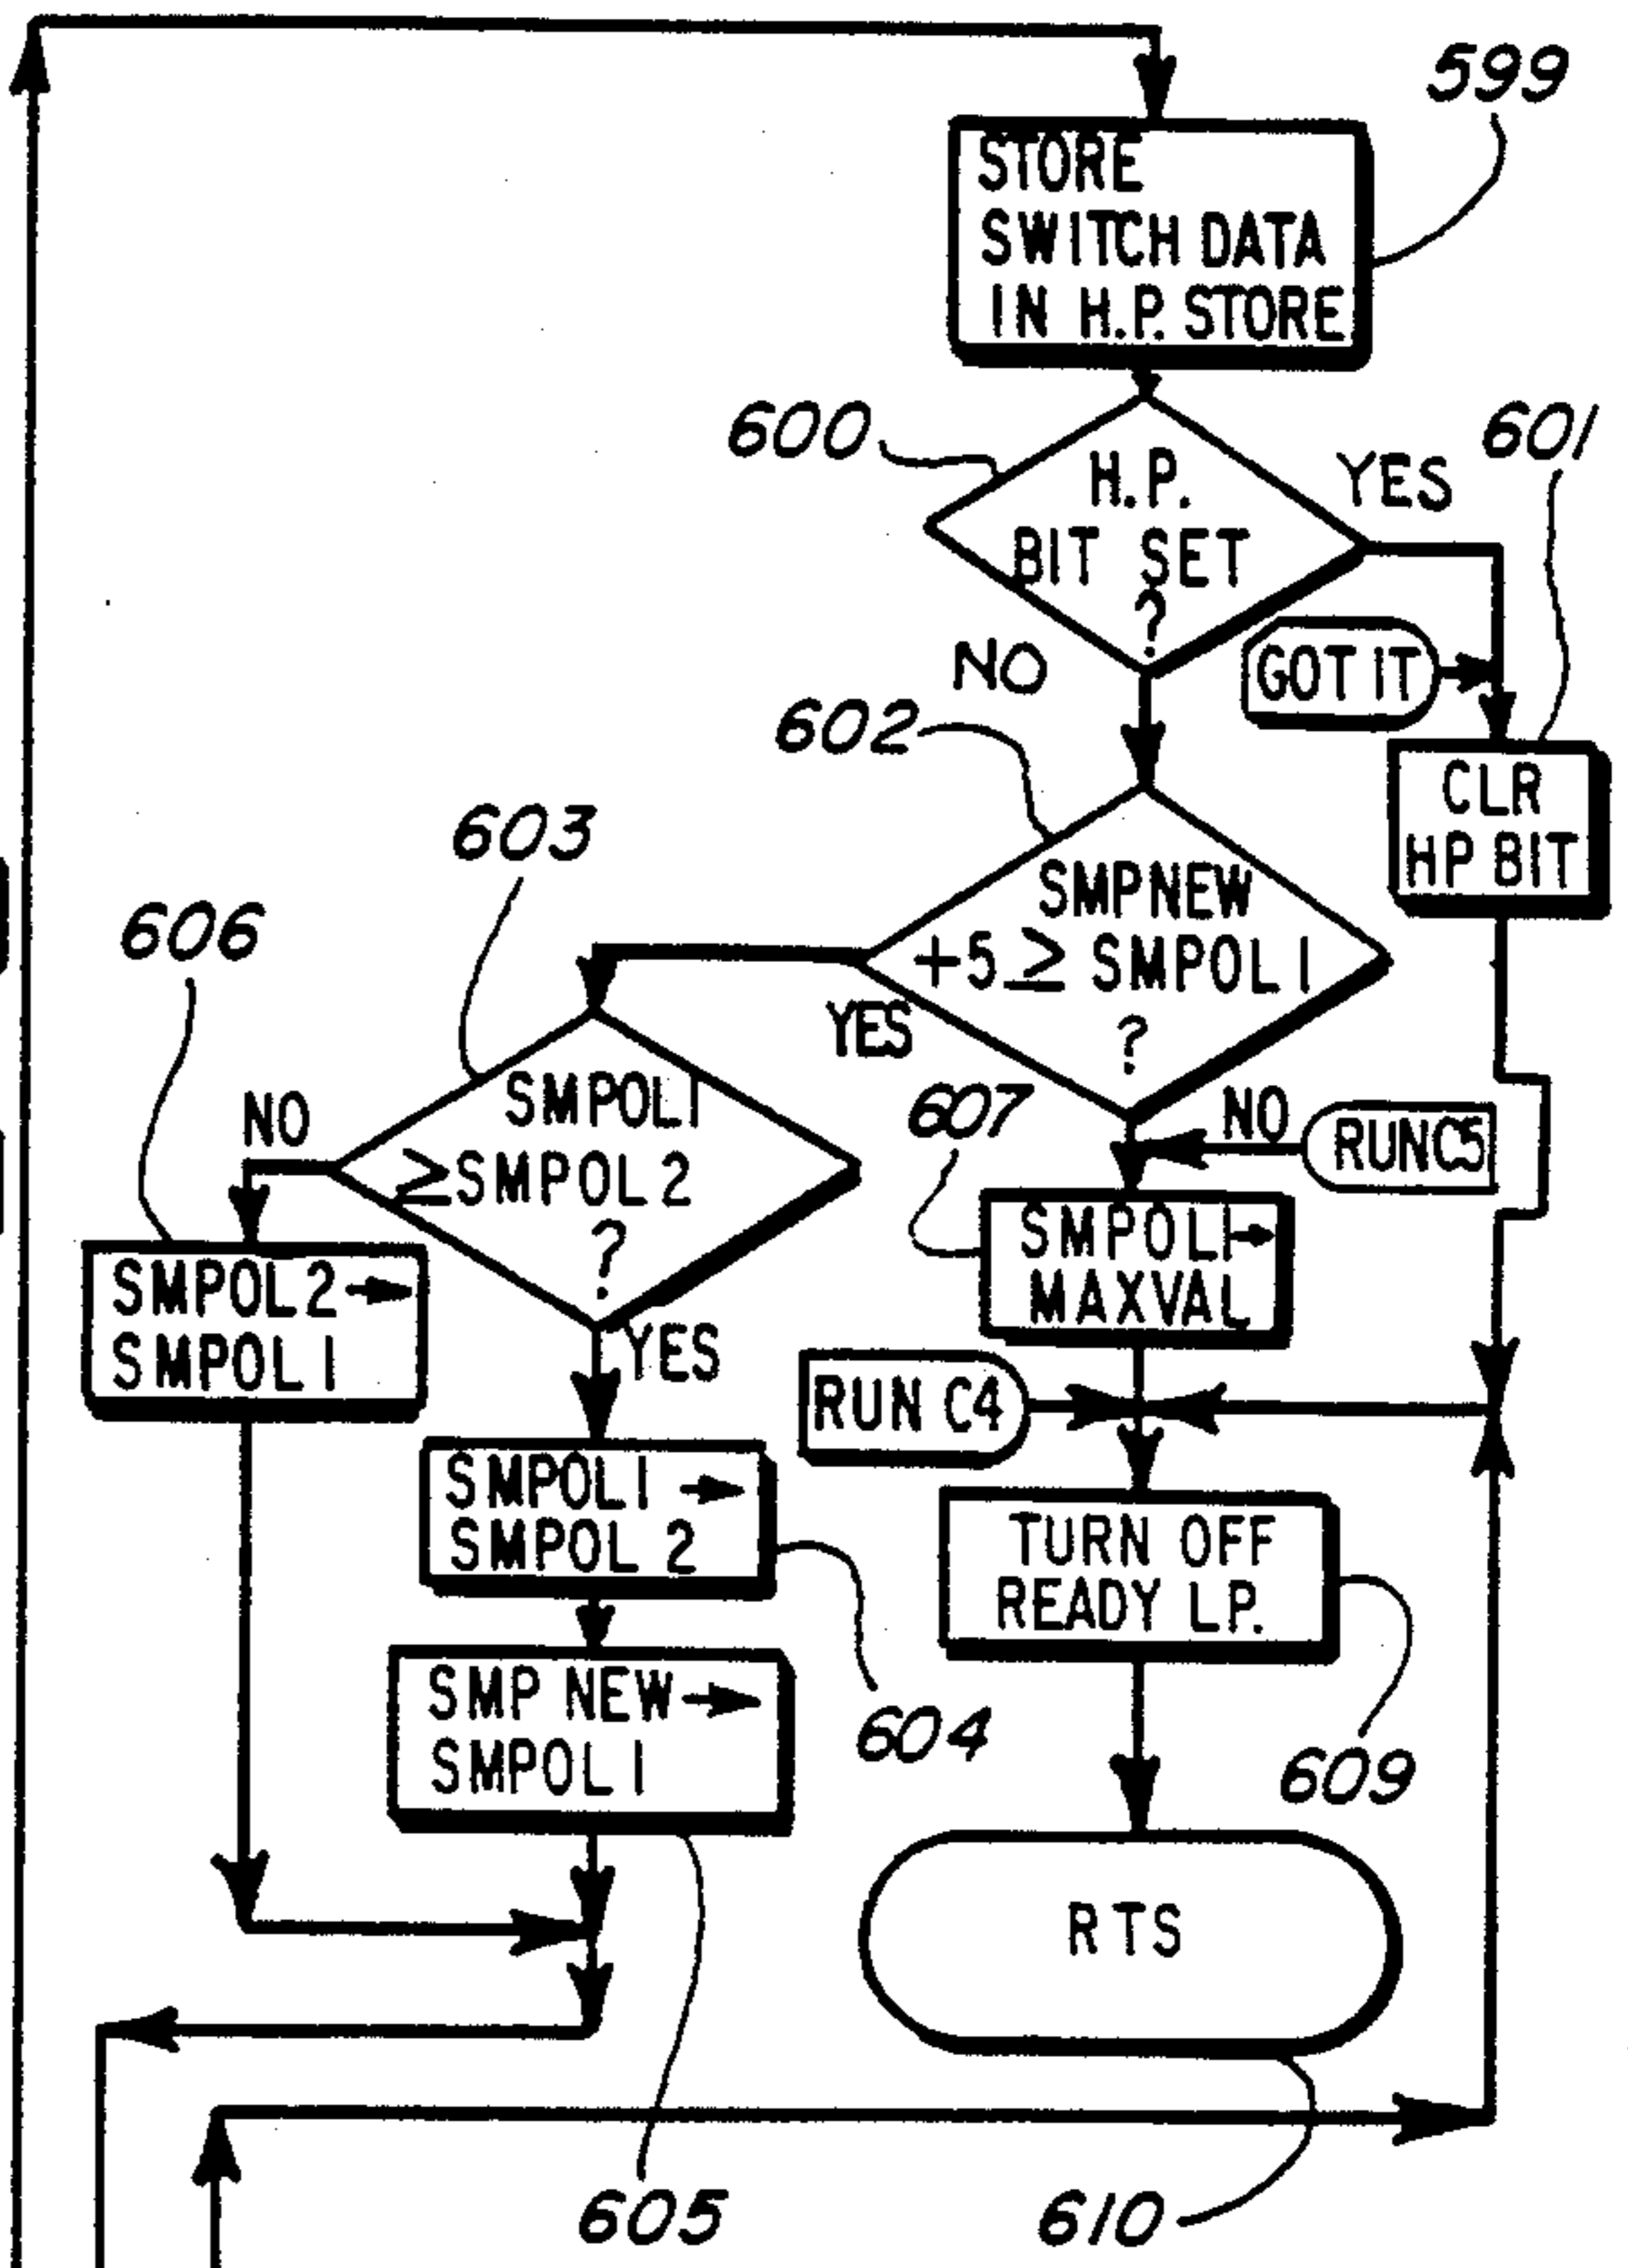 599
STORE
SWITCH DATA
IN H.P. STORE
600
H.P.
BIT SET
?
YES
601
NO
GOT IT
602
CLR
HP BIT
603
SMPNEW
+5 ≥ SMPOL1
?
606
YES
607
NO
RUNC5
SMPOL1
≥SMPOL2
?
NO
SMPOL1→
MAXVAL
SMPOL2→
SMPOL1
YES
RUN C4
SMPOL1→
SMPOL 2
TURN OFF
READY LP.
604
SMP NEW→
SMPOL1
609
RTS
605
610